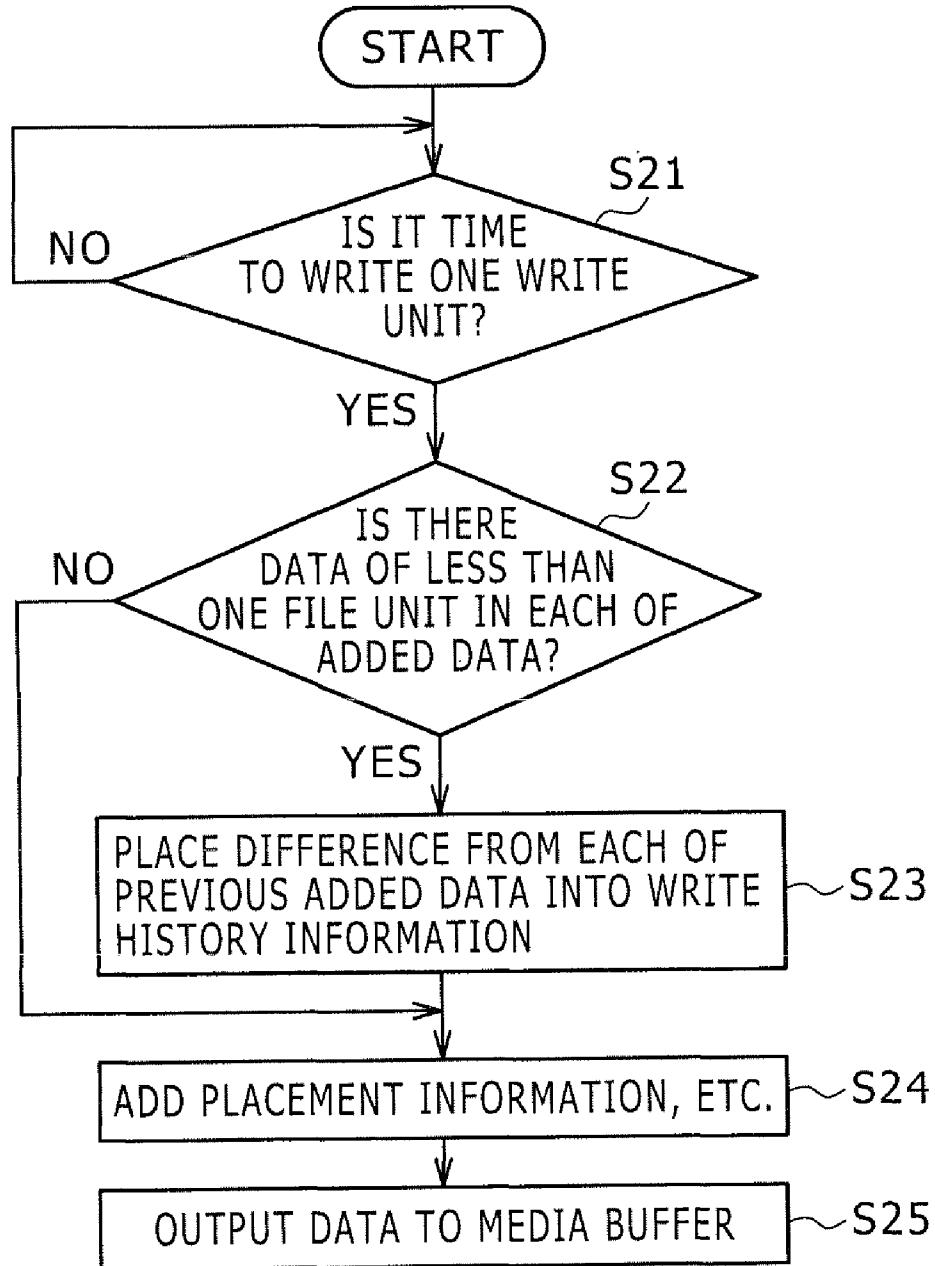 START
S21
IS IT TIME
TO WRITE ONE WRITE
UNIT?
NO
YES
S22
IS THERE
DATA OF LESS THAN
ONE FILE UNIT IN EACH OF
ADDED DATA?
NO
YES
PLACE DIFFERENCE FROM EACH OF
PREVIOUS ADDED DATA INTO WRITE
HISTORY INFORMATION
S23
ADD PLACEMENT INFORMATION, ETC.
S24
OUTPUT DATA TO MEDIA BUFFER
S25